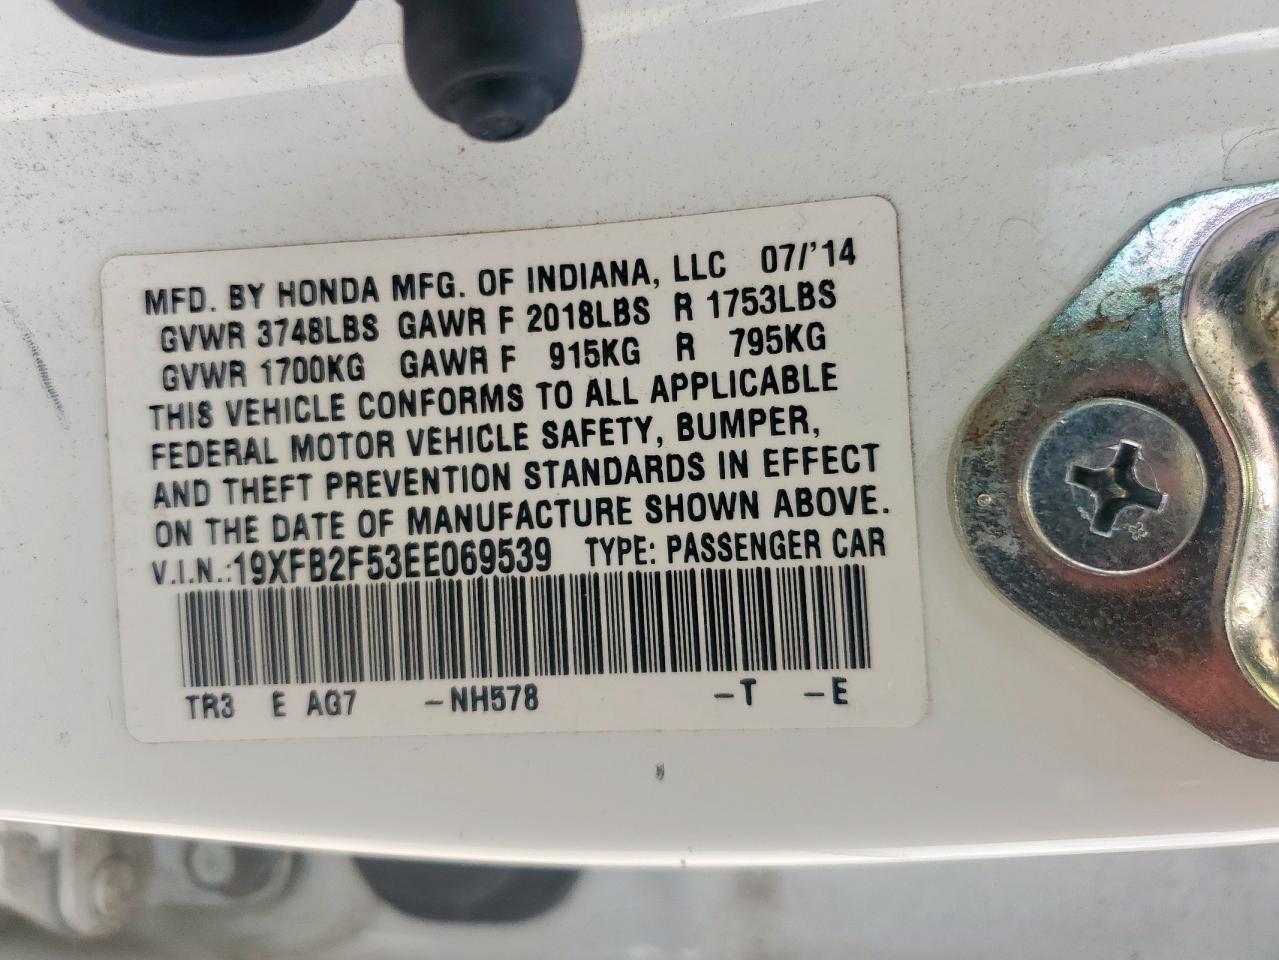 MFD. BY HONDA MFG. OF INDIANA, LLC 07/'14
GVWR 3748LBS GAWR F 2018LBS R 1753LBS
GVWR 1700KG GAWR F 915KG R 795KG
THIS VEHICLE CONFORMS TO ALL APPLICABLE
FEDERAL MOTOR VEHICLE SAFETY, BUMPER,
AND THEFT PREVENTION STANDARDS IN EFFECT
ON THE DATE OF MANUFACTURE SHOWN ABOVE.
V.I.N.:19XFB2F53EE069539 TYPE: PASSENGER CAR
TR3 E AG7 -NH578 -T -E